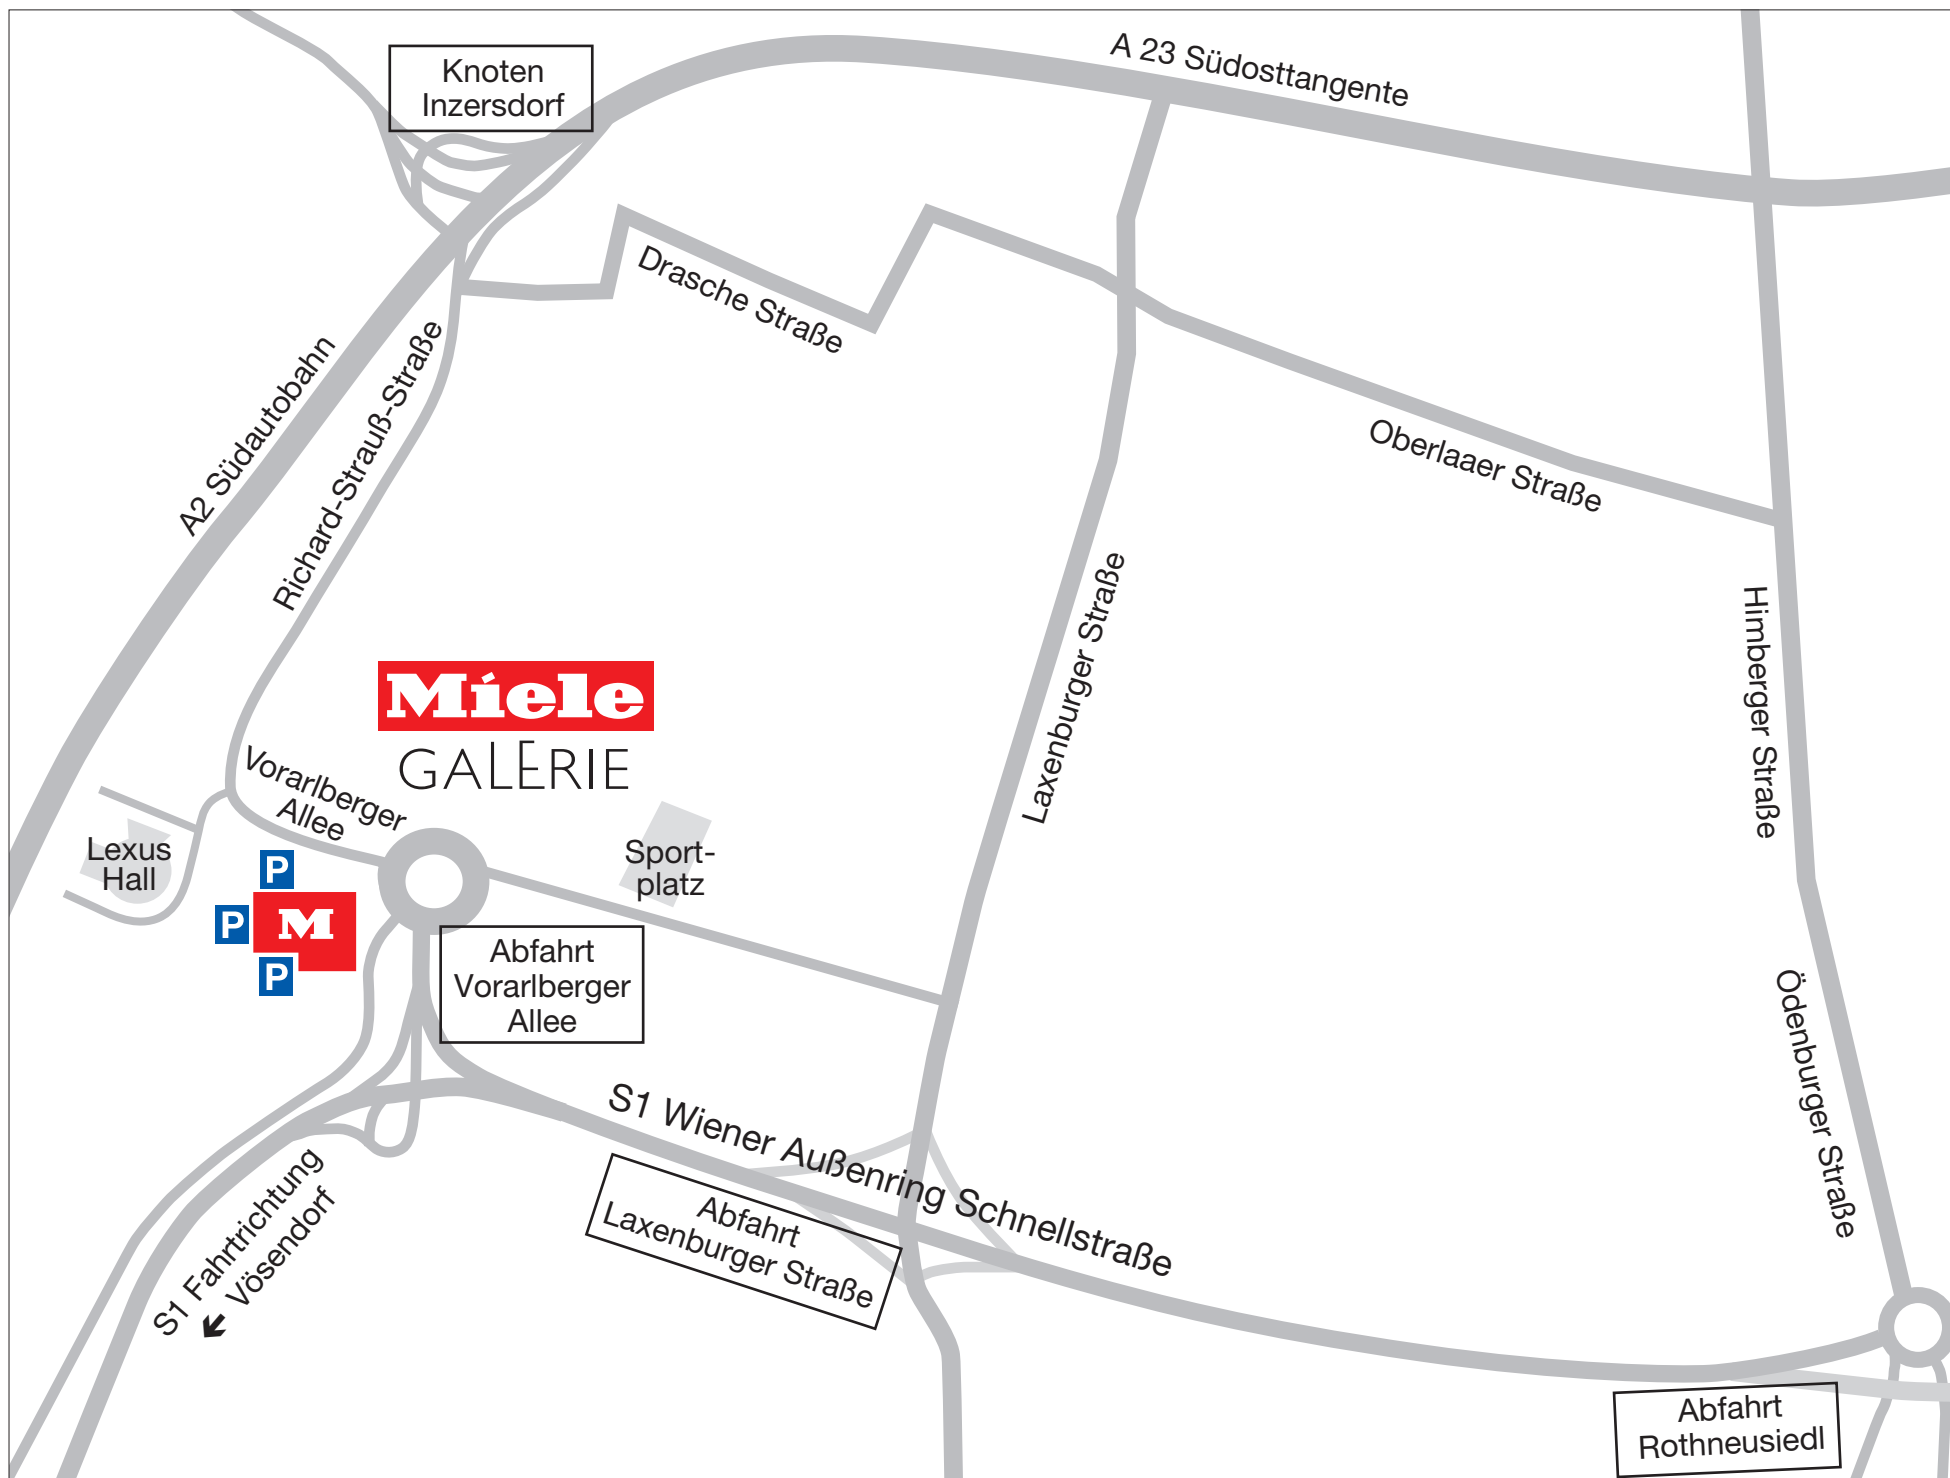 Knoten
Inzersdorf
A 23 Südosttangente
Drasche Straße
A2 Südautobahn
Richard-Strauß-Straße
Oberlaaer Straße
Laxenburger Straße
Himberger Straße
Miele
GALERIE
Vorarlberger
Allee
Lexus
Hall
Sport-
platz
P
P
M
P
Abfahrt
Vorarlberger
Allee
Ödenburger Straße
S1 Wiener Außenring Schnellstraße
S1 Fahrtrichtung
Vösendorf
Abfahrt
Laxenburger Straße
Abfahrt
Rothneusiedl